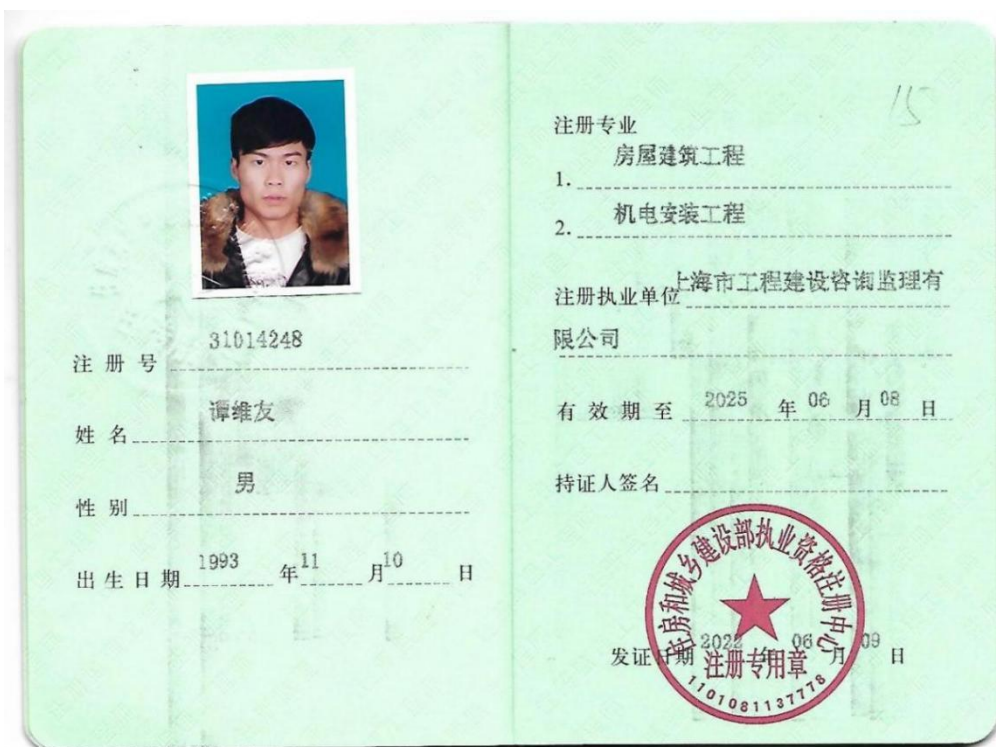 注册号 31014248
姓名 谭维友
性别 男
出生日期 1993 年 11 月 10 日
115
注册专业
1. 房屋建筑工程
2. 机电安装工程
注册执业单位 上海市工程建设咨询监理有
限公司
有效期至 2025 年 06 月 08 日
持证人签名
住房和城乡建设部执业资格注册中心
发证日期 2022 年 06 月 09 日
注册专用章
1101081137778